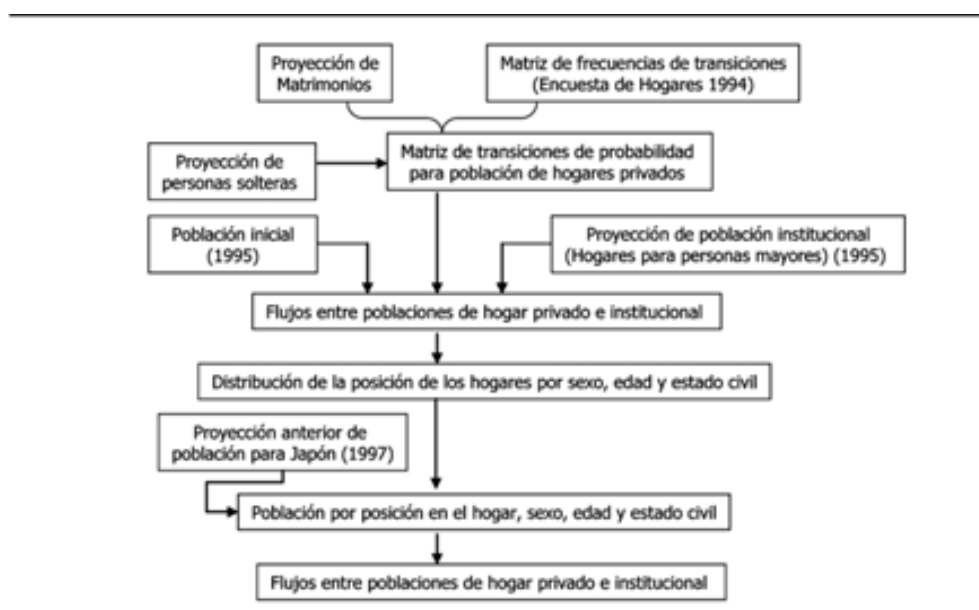 Proyección de
Matrimonios
Matriz de frecuencias de transiciones
(Encuesta de Hogares 1994)
Proyección de
personas solteras
Matriz de transiciones de probabilidad
para población de hogares privados
Población inicial
(1995)
Proyección de población institucional
(Hogares para personas mayores) (1995)
Flujos entre poblaciones de hogar privado e institucional
Distribución de la posición de los hogares por sexo, edad y estado civil
Proyección anterior de
población para Japón (1997)
Población por posición en el hogar, sexo, edad y estado civil
Flujos entre poblaciones de hogar privado e institucional